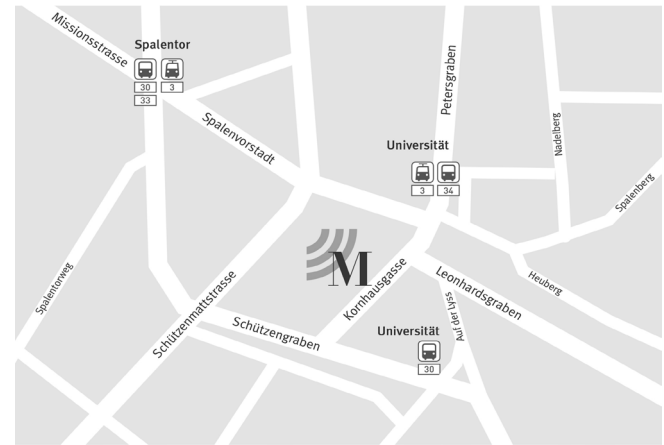 Missionsstrasse
Spalentor
30
3
33
Spalenvorstadt
Petersgraben
Universität
3
34
Nadelberg
Spalenberg
Heuberg
M
Kornhausgasse
Leonhardsgraben
Auf der Lyss
Universität
30
Spalentorweg
Schützenmattstrasse
Schützengraben